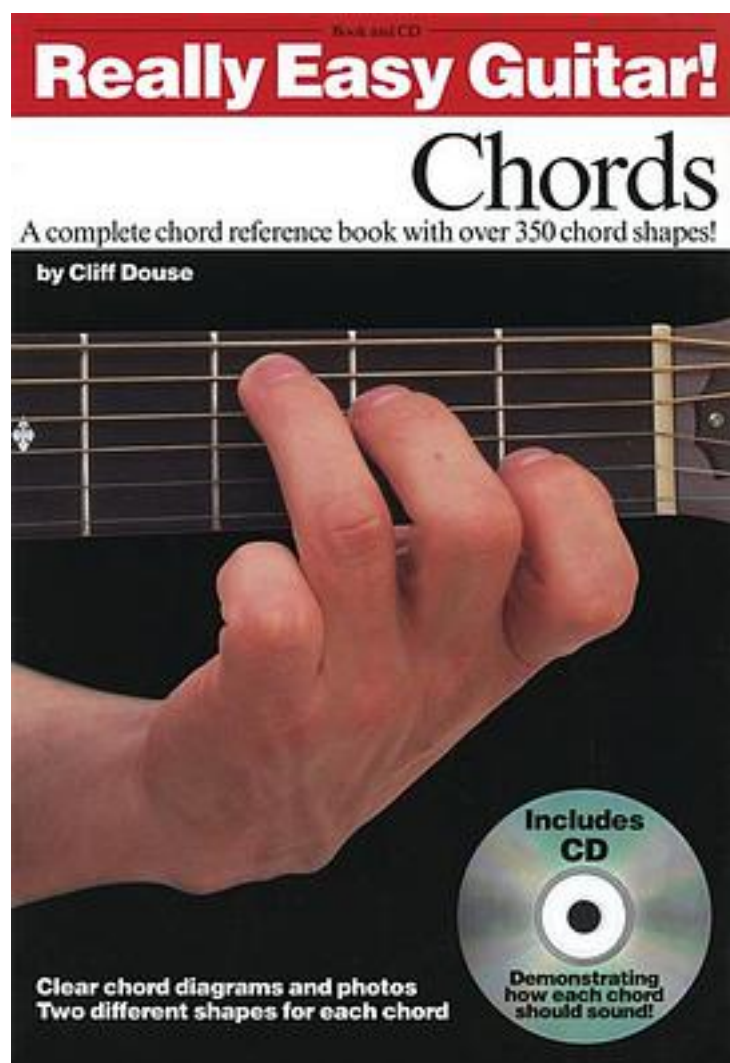 Book and CD
Really Easy Guitar!
Chords
A complete chord reference book with over 350 chord shapes!
by Cliff Douse
Includes
CD
Demonstrating
how each chord
should sound!
Clear chord diagrams and photos
Two different shapes for each chord